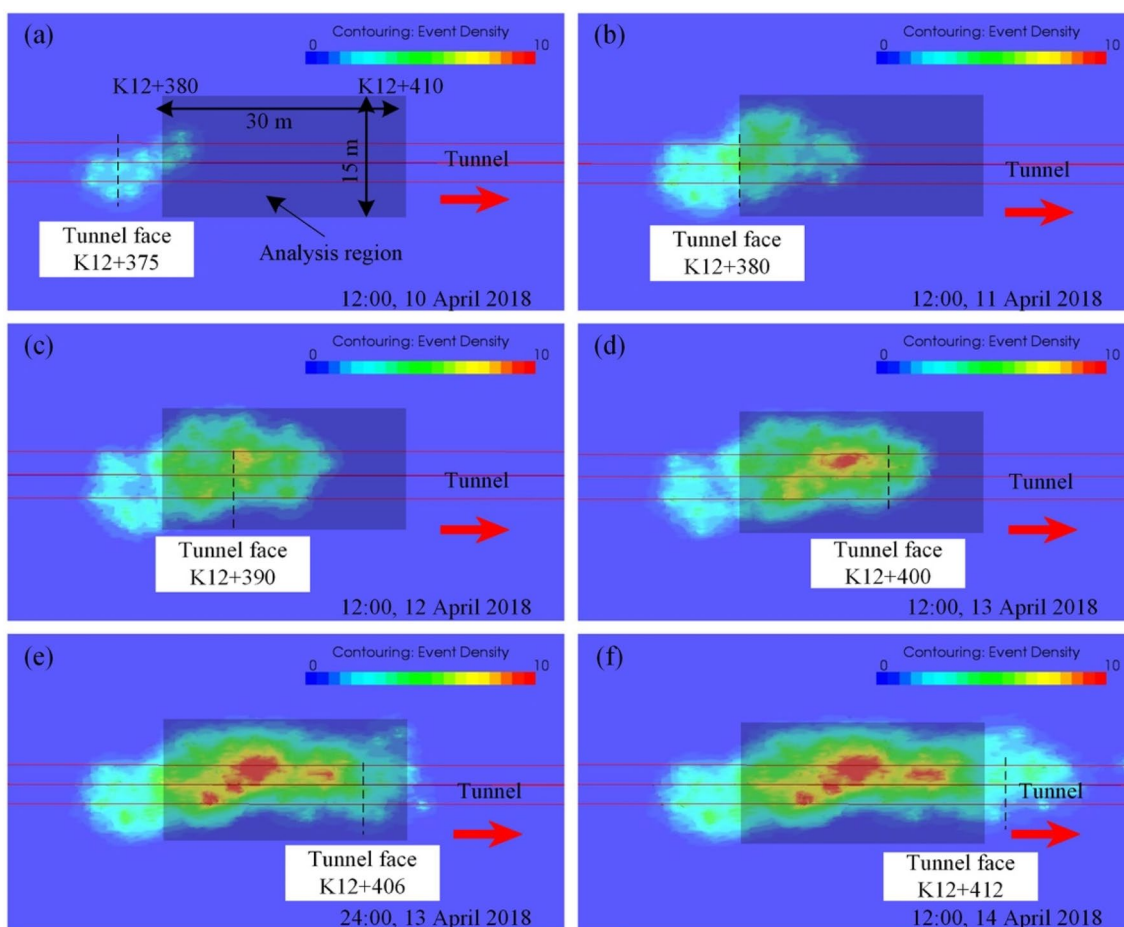 (a)
Contouring: Event Density
0
10
K12+380
K12+410
30 m
15 m
Tunnel
Tunnel face
K12+375
Analysis region
12:00, 10 April 2018
(b)
Contouring: Event Density
0
10
Tunnel
Tunnel face
K12+380
12:00, 11 April 2018
(c)
Contouring: Event Density
0
10
Tunnel
Tunnel face
K12+390
12:00, 12 April 2018
(d)
Contouring: Event Density
0
10
Tunnel
Tunnel face
K12+400
12:00, 13 April 2018
(e)
Contouring: Event Density
0
10
Tunnel
Tunnel face
K12+406
24:00, 13 April 2018
(f)
Contouring: Event Density
0
10
Tunnel
Tunnel face
K12+412
12:00, 14 April 2018